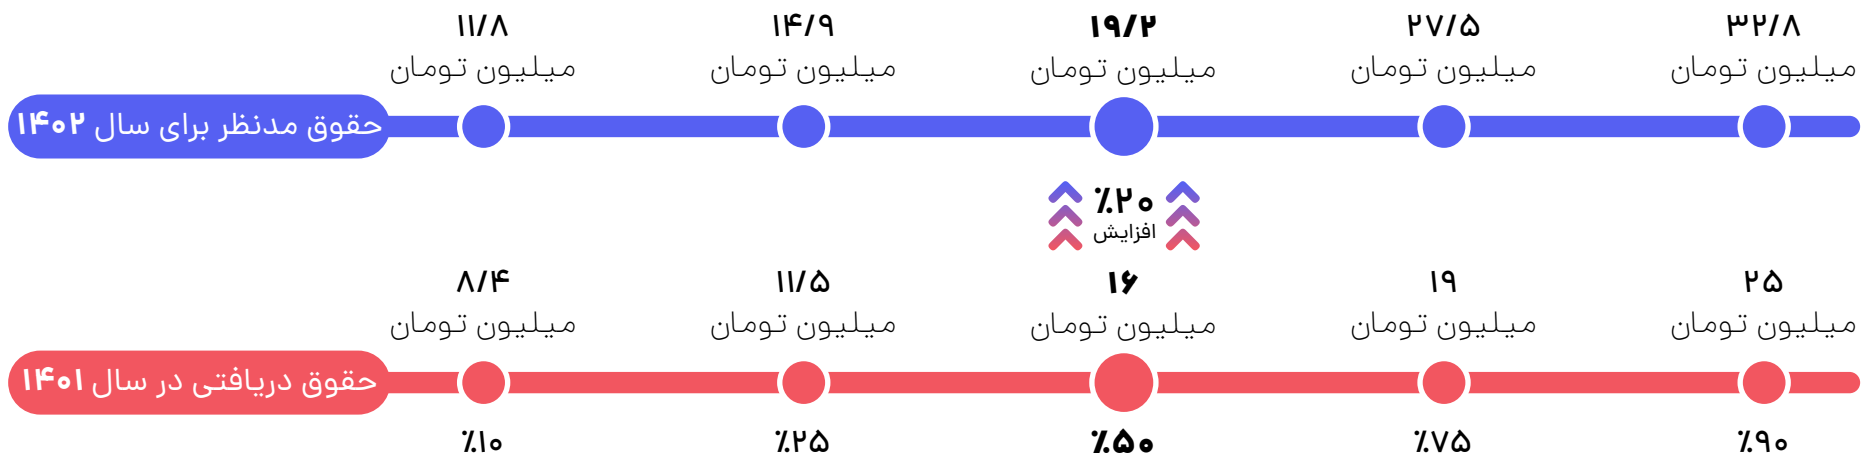 ۱۱/۸
میلیون تومان
۱۴/۹
میلیون تومان
۱۹/۲
میلیون تومان
۲۷/۵
میلیون تومان
۳۲/۸
میلیون تومان
حقوق مدنظر برای سال ۱۴۰۲
٪۲۰
افزایش
۸/۴
میلیون تومان
۱۱/۵
میلیون تومان
۱۶
میلیون تومان
۱۹
میلیون تومان
۲۵
میلیون تومان
حقوق دریافتی در سال ۱۴۰۱
٪۱۰
٪۲۵
٪۵۰
٪۷۵
٪۹۰